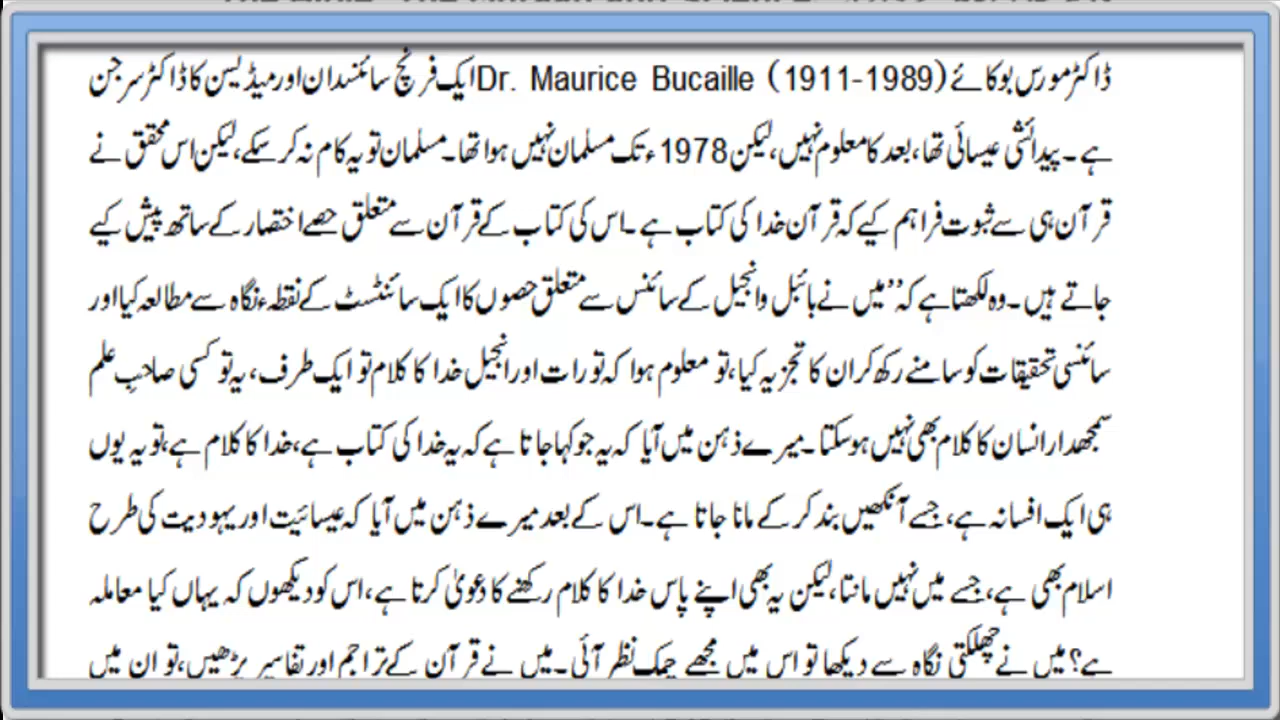 ڈاکٹر مورس بوکائے Dr. Maurice Bucaille (1911-1989) ایک فرنچ سائنسدان اور میڈیسن کا ڈاکٹر سرجن
ہے۔ پیدائشی عیسائی تھا، بعد کا معلوم نہیں، لیکن 1978ء تک مسلمان نہیں ہوا تھا۔ مسلمان تو یہ کام نہ کر سکے، لیکن اس محقق نے
قرآن ہی سے ثبوت فراہم کیے کہ قرآن خدا کی کتاب ہے۔ اس کی کتاب کے قرآن سے متعلق حصے اختصار کے ساتھ پیش کیے
جاتے ہیں۔ وہ لکھتا ہے کہ ’’میں نے بائبل وانجیل کے سائنس سے متعلق حصوں کا ایک سائنٹسٹ کے نقطہء نگاہ سے مطالعہ کیا اور
سائنسی تحقیقات کو سامنے رکھ کر ان کا تجزیہ کیا، تو معلوم ہوا کہ تورات اور انجیل خدا کا کلام تو ایک طرف، یہ تو کسی صاحبِ علم
سمجھدار انسان کا کلام بھی نہیں ہو سکتا۔ میرے ذہن میں آیا کہ یہ جو کہا جاتا ہے کہ یہ خدا کی کتاب ہے، خدا کا کلام ہے، تو یہ یوں
ہی ایک افسانہ ہے، جسے آنکھیں بند کر کے مانا جاتا ہے۔ اس کے بعد میرے ذہن میں آیا کہ عیسائیت اور یہودیت کی طرح
اسلام بھی ہے، جسے میں نہیں مانتا، لیکن یہ بھی اپنے پاس خدا کا کلام رکھنے کا دعویٰ کرتا ہے، اس کو دیکھوں کہ یہاں کیا معاملہ
ہے؟ میں نے چھلکتی نگاہ سے دیکھا تو اس میں مجھے چمک نظر آئی۔ میں نے قرآن کے تراجم اور تفاسیر پڑھیں، تو ان میں